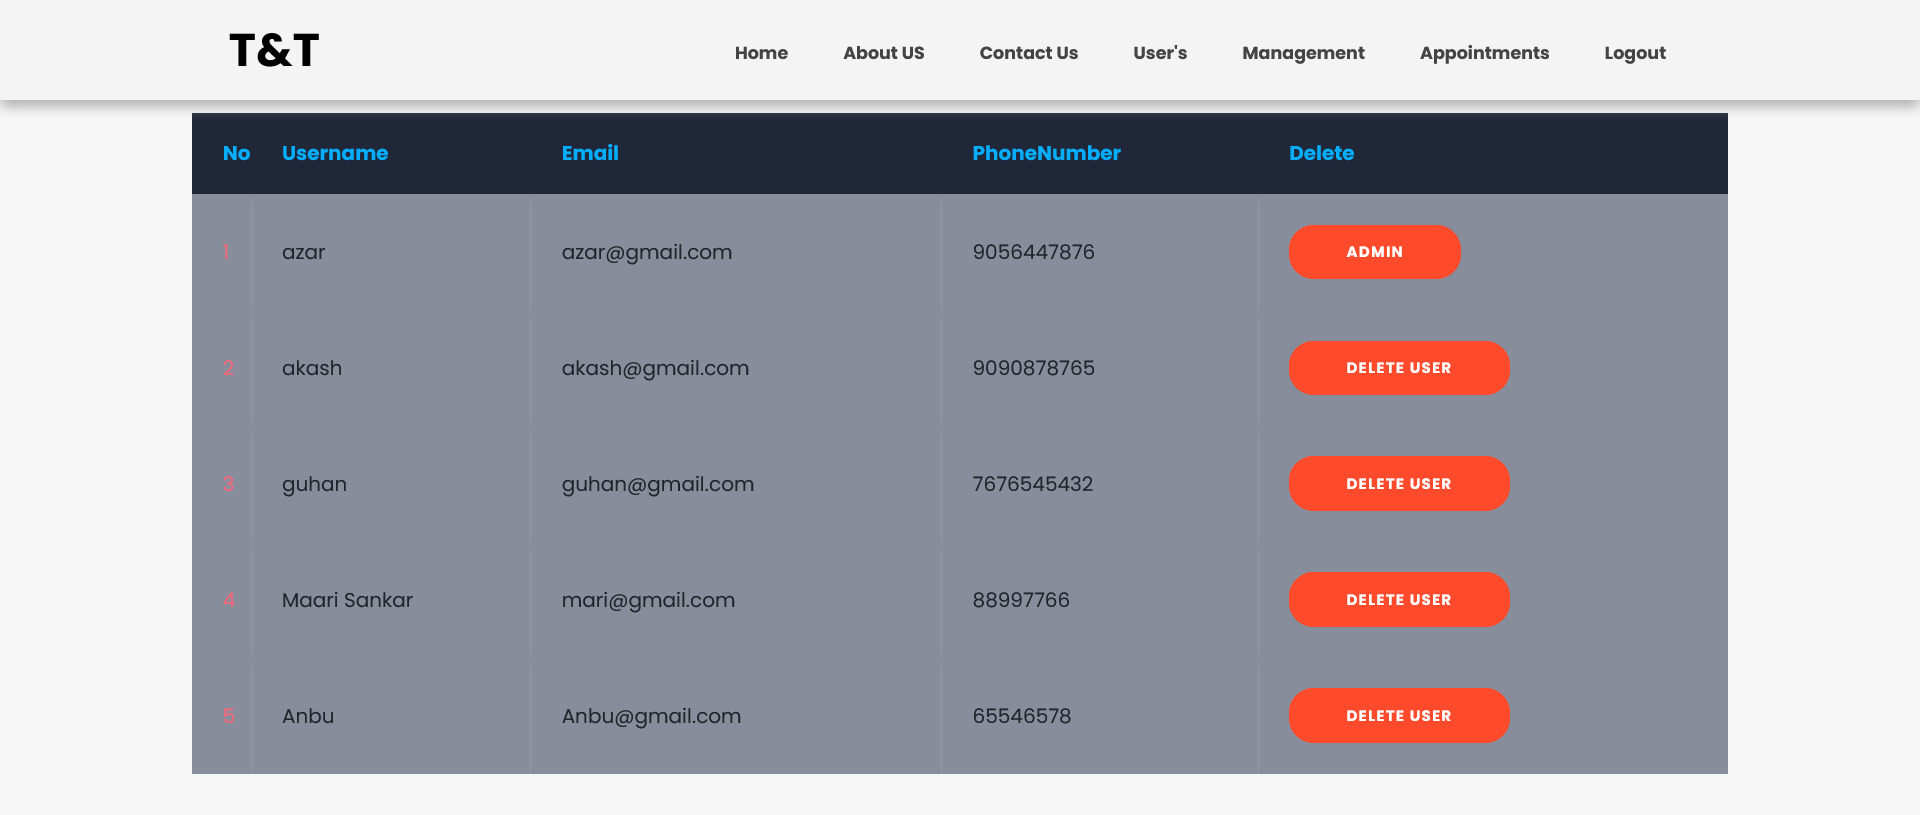 T&T Home About US Contact Us User's Management Appointments Logout
No Username Email PhoneNumber Delete
1 azar azar@gmail.com 9056447876 ADMIN
2 akash akash@gmail.com 9090878765 DELETE USER
3 guhan guhan@gmail.com 7676545432 DELETE USER
4 Maari Sankar mari@gmail.com 88997766 DELETE USER
5 Anbu Anbu@gmail.com 65546578 DELETE USER